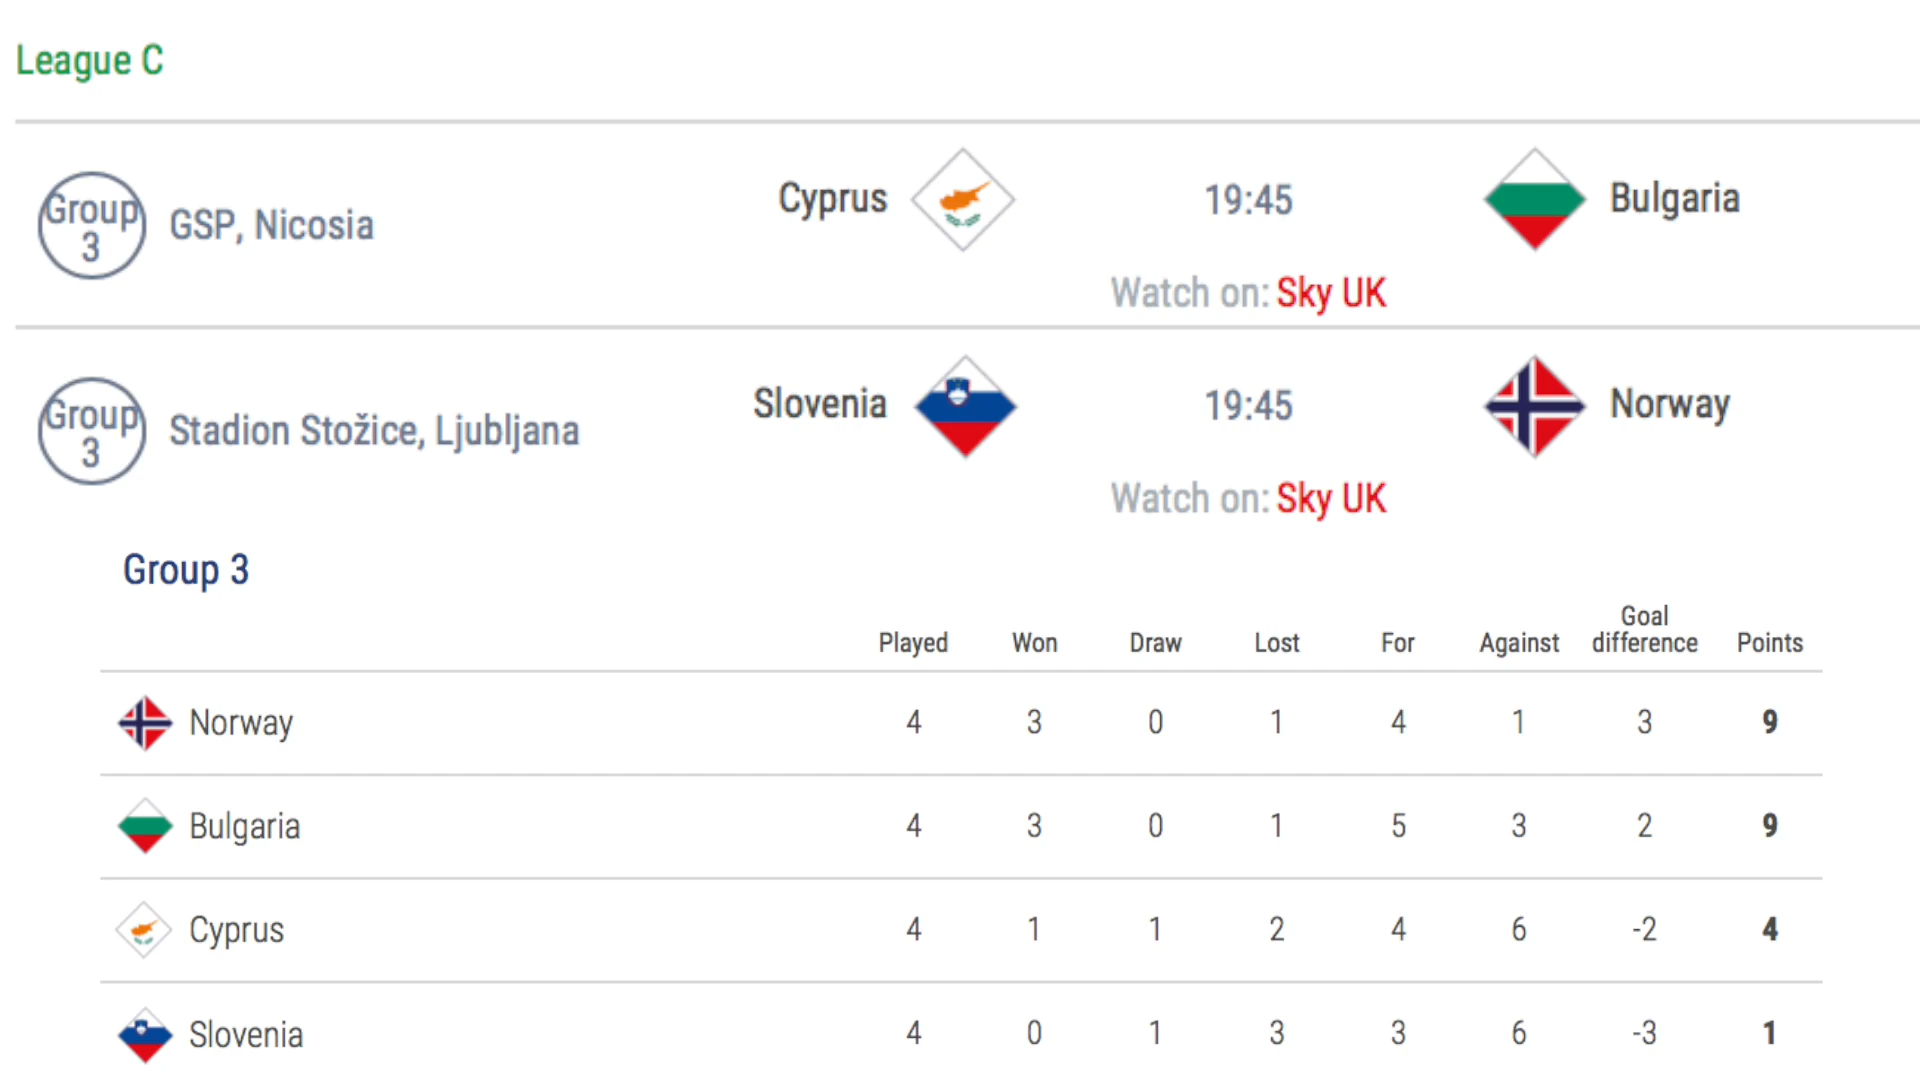 League C
Group
3
GSP, Nicosia
Cyprus
19:45
Bulgaria
Watch on: Sky UK
Group
3
Stadion Stožice, Ljubljana
Slovenia
19:45
Norway
Watch on: Sky UK
Group 3
Played Won Draw Lost For Against Goal difference Points
Norway 4 3 0 1 4 1 3 9
Bulgaria 4 3 0 1 5 3 2 9
Cyprus 4 1 1 2 4 6 -2 4
Slovenia 4 0 1 3 3 6 -3 1